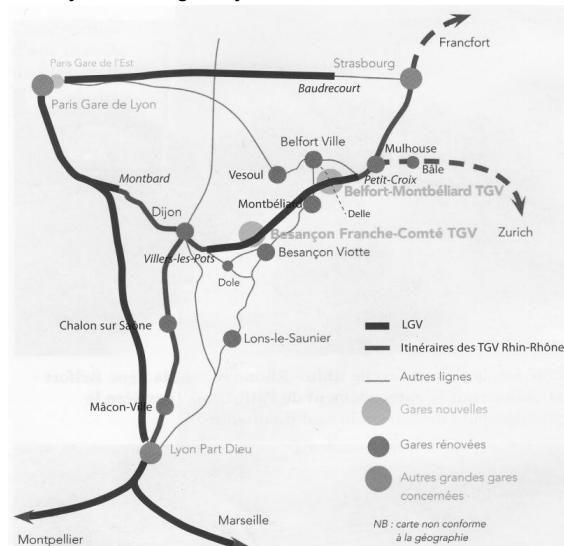 Francfort
Paris Gare de l'Est
Strasbourg
Baudrecourt
Paris Gare de Lyon
Belfort Ville
Mulhouse
Bâle
Vesoul
Petit-Croix
Montbard
Belfort-Montbéliard TGV
Montbéliard
Delle
Dijon
Zurich
Besançon Franche-Comté TGV
Villers-les-Pots
Besançon Viotte
Dole
Chalon sur Saône
LGV
Lons-le-Saunier
Itinéraires des TGV Rhin-Rhône
Autres lignes
Gares nouvelles
Mâcon-Ville
Gares rénovées
Lyon Part Dieu
Autres grandes gares
concernées
Marseille
NB : carte non conforme
à la géographie
Montpellier